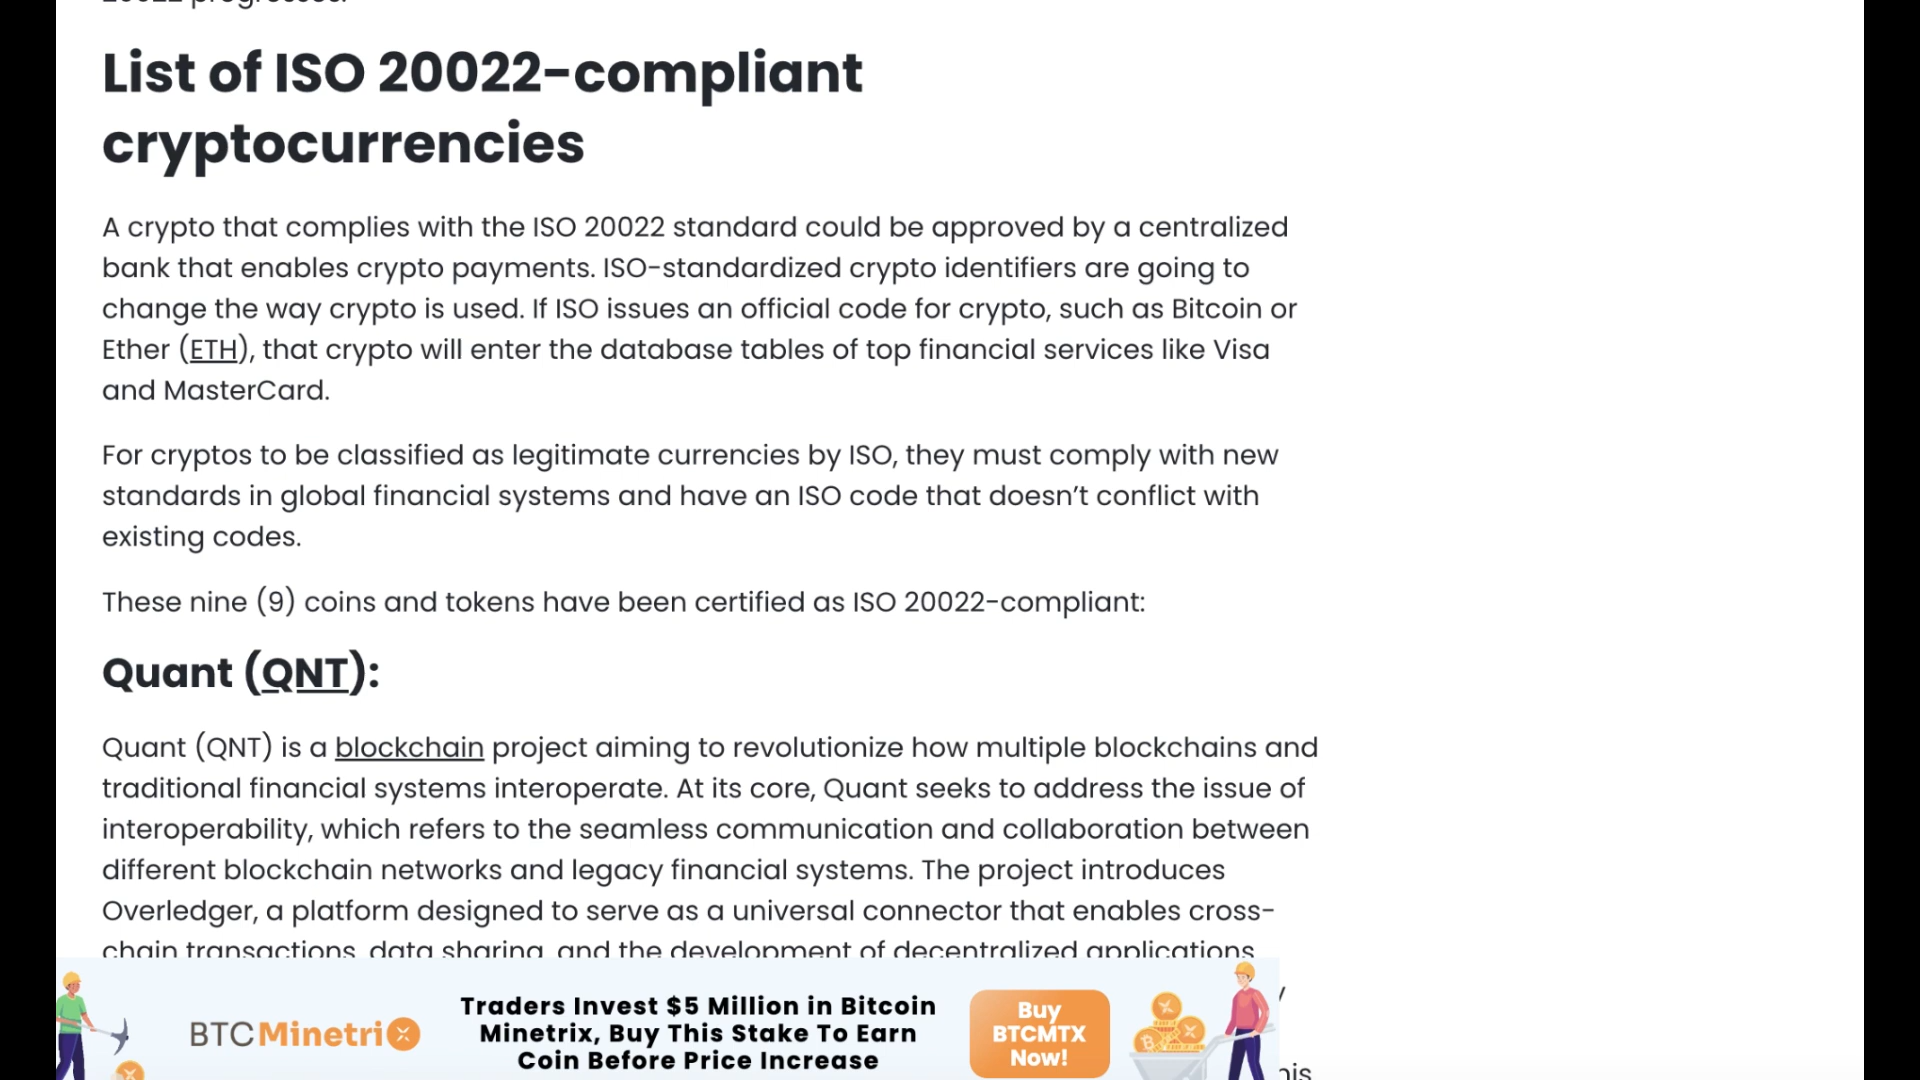 20022 progresses.
List of ISO 20022-compliant
cryptocurrencies
A crypto that complies with the ISO 20022 standard could be approved by a centralized
bank that enables crypto payments. ISO-standardized crypto identifiers are going to
change the way crypto is used. If ISO issues an official code for crypto, such as Bitcoin or
Ether (ETH), that crypto will enter the database tables of top financial services like Visa
and MasterCard.
For cryptos to be classified as legitimate currencies by ISO, they must comply with new
standards in global financial systems and have an ISO code that doesn’t conflict with
existing codes.
These nine (9) coins and tokens have been certified as ISO 20022-compliant:
Quant (QNT):
Quant (QNT) is a blockchain project aiming to revolutionize how multiple blockchains and
traditional financial systems interoperate. At its core, Quant seeks to address the issue of
interoperability, which refers to the seamless communication and collaboration between
different blockchain networks and legacy financial systems. The project introduces
Overledger, a platform designed to serve as a universal connector that enables cross-
chain transactions, data sharing, and the development of decentralized applications
BTCMinetrix
Traders Invest $5 Million in Bitcoin
Minetrix, Buy This Stake To Earn
Coin Before Price Increase
Buy
BTCMTX
Now!